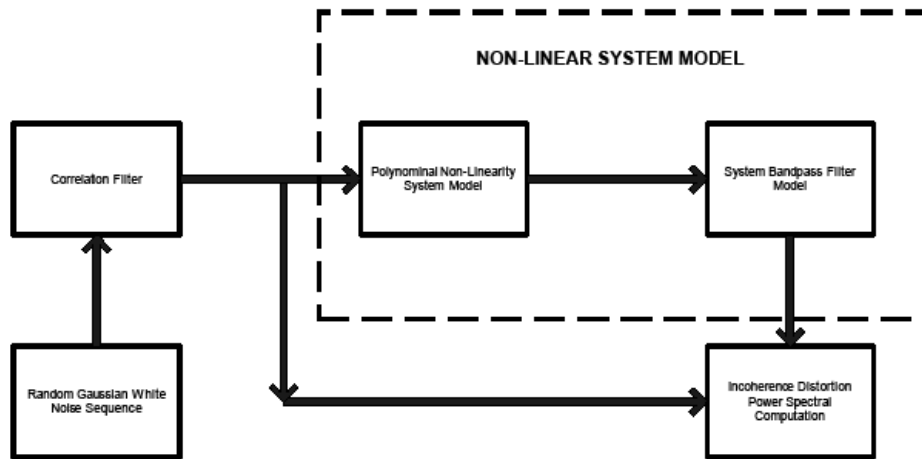 NON-LINEAR SYSTEM MODEL
Correlation Filter
Polynominal Non-Linearity
System Model
System Bandpass Filter
Model
Random Gaussian White
Noise Sequence
Incoherence Distortion
Power Spectral
Computation